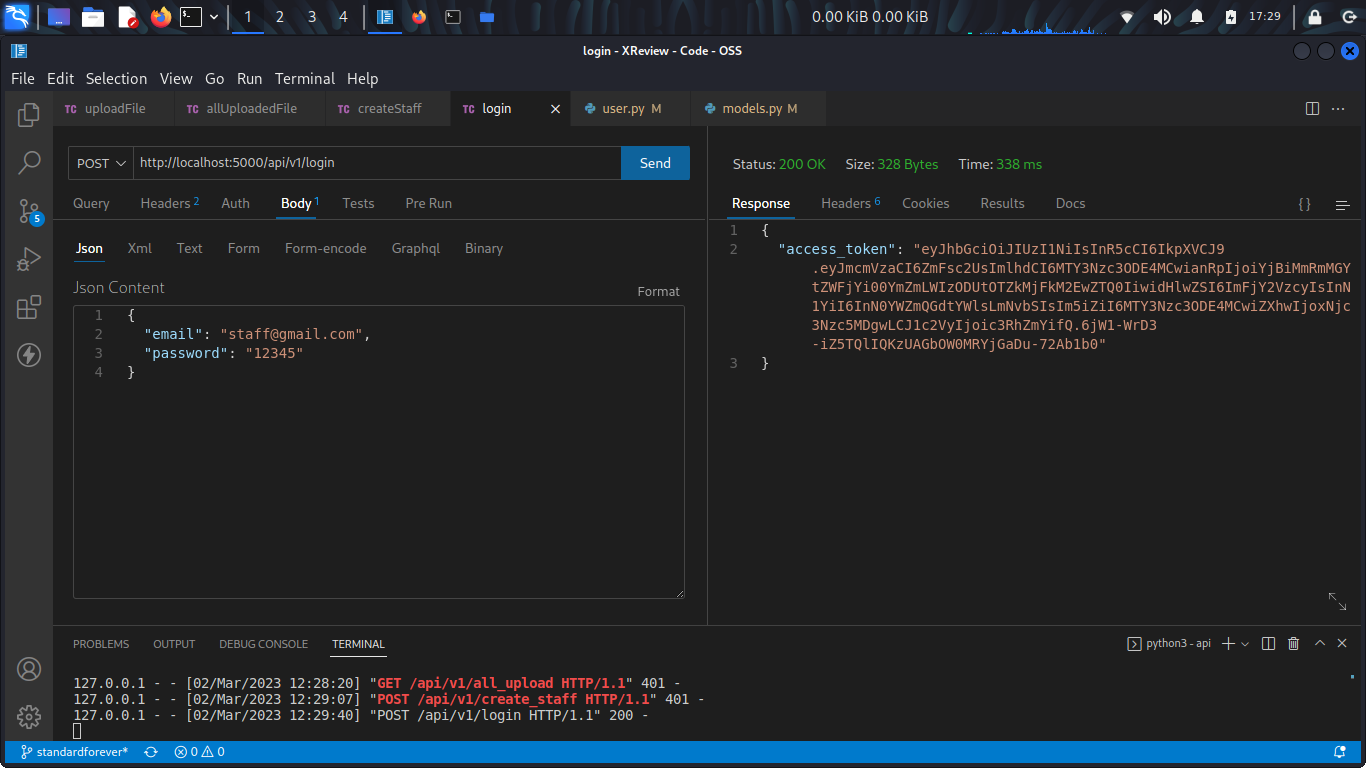 1 2 3 4 0.00 KiB 0.00 KiB 17:29
login - XReview - Code - OSS
File Edit Selection View Go Run Terminal Help
TC uploadFile TC allUploadedFile TC createStaff TC login user.py M models.py M
POST http://localhost:5000/api/v1/login Send
Query Headers 2 Auth Body 1 Tests Pre Run
Json Xml Text Form Form-encode Graphql Binary
Json Content Format
1 {
2 "email": "staff@gmail.com",
3 "password": "12345"
4 }
Status: 200 OK Size: 328 Bytes Time: 338 ms
Response Headers 6 Cookies Results Docs {}
1 {
2 "access_token": "eyJhbGciOiJIUzI1NiIsInR5cCI6IkpXVCJ9
.eyJmcmVzaCI6ZmFsc2UsImlhdCI6MTY3Nzc3ODE4MCwianRpIjoiYjBiMmRmMGY
tZWFjYi00YmZmLWIzODUtOTZkMjFkM2EwZTQ0IiwidHlwZSI6ImFjY2VzcyIsInN
1YiI6InN0YWZmQGdtYWlsLmNvbSIsIm5iZiI6MTY3Nzc3ODE4MCwiZXhwIjoxNjc
3Nzc5MDgwLCJ1c2VyIjoic3RhZmYifQ.6jW1-WrD3
-iZ5TQlIQKzUAGbOW0MRYjGaDu-72Ab1b0"
3 }
5
PROBLEMS OUTPUT DEBUG CONSOLE TERMINAL python3 - api
127.0.0.1 - - [02/Mar/2023 12:28:20] "GET /api/v1/all_upload HTTP/1.1" 401 -
127.0.0.1 - - [02/Mar/2023 12:29:07] "POST /api/v1/create_staff HTTP/1.1" 401 -
127.0.0.1 - - [02/Mar/2023 12:29:40] "POST /api/v1/login HTTP/1.1" 200 -
standardforever* 0 0